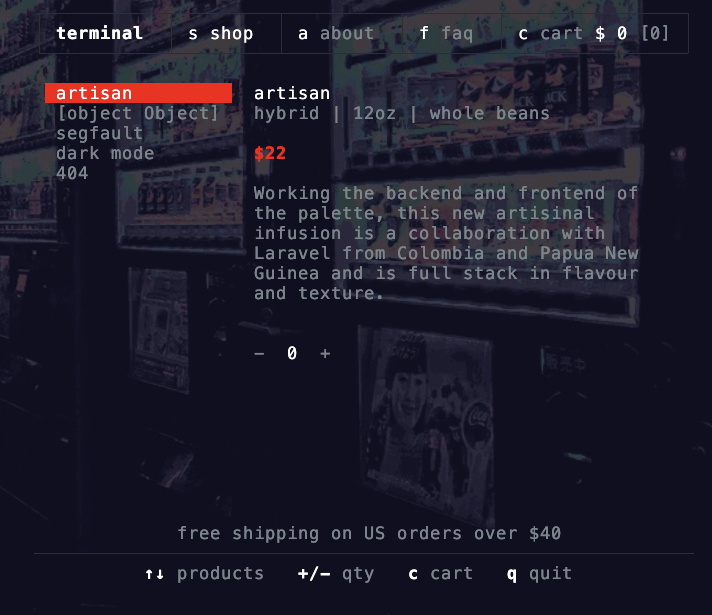 terminal s shop a about f faq c cart $ 0 [0]
artisan
[object Object]
segfault
dark mode
404
artisan
hybrid | 12oz | whole beans
$22
Working the backend and frontend of
the palette, this new artisinal
infusion is a collaboration with
Laravel from Colombia and Papua New
Guinea and is full stack in flavour
and texture.
− 0 +
free shipping on US orders over $40
↑↓ products +/− qty c cart q quit